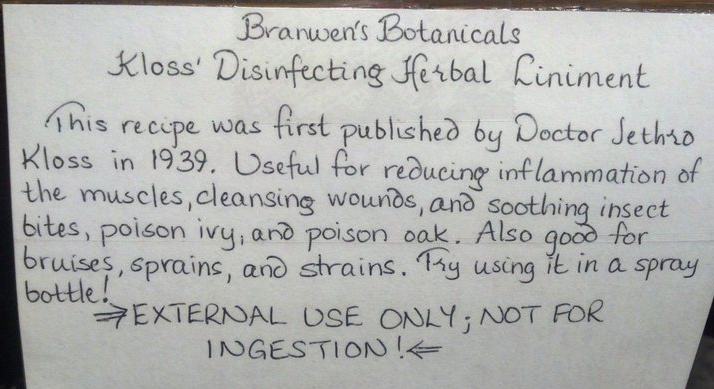 Branwen's Botanicals
Kloss' Disinfecting Herbal Liniment
This recipe was first published by Doctor Jethro
Kloss in 1939. Useful for reducing inflammation of
the muscles, cleansing wounds, and soothing insect
bites, poison ivy, and poison oak. Also good for
bruises, sprains, and strains. Try using it in a spray
bottle!
⇒EXTERNAL USE ONLY; NOT FOR
INGESTION!⇐